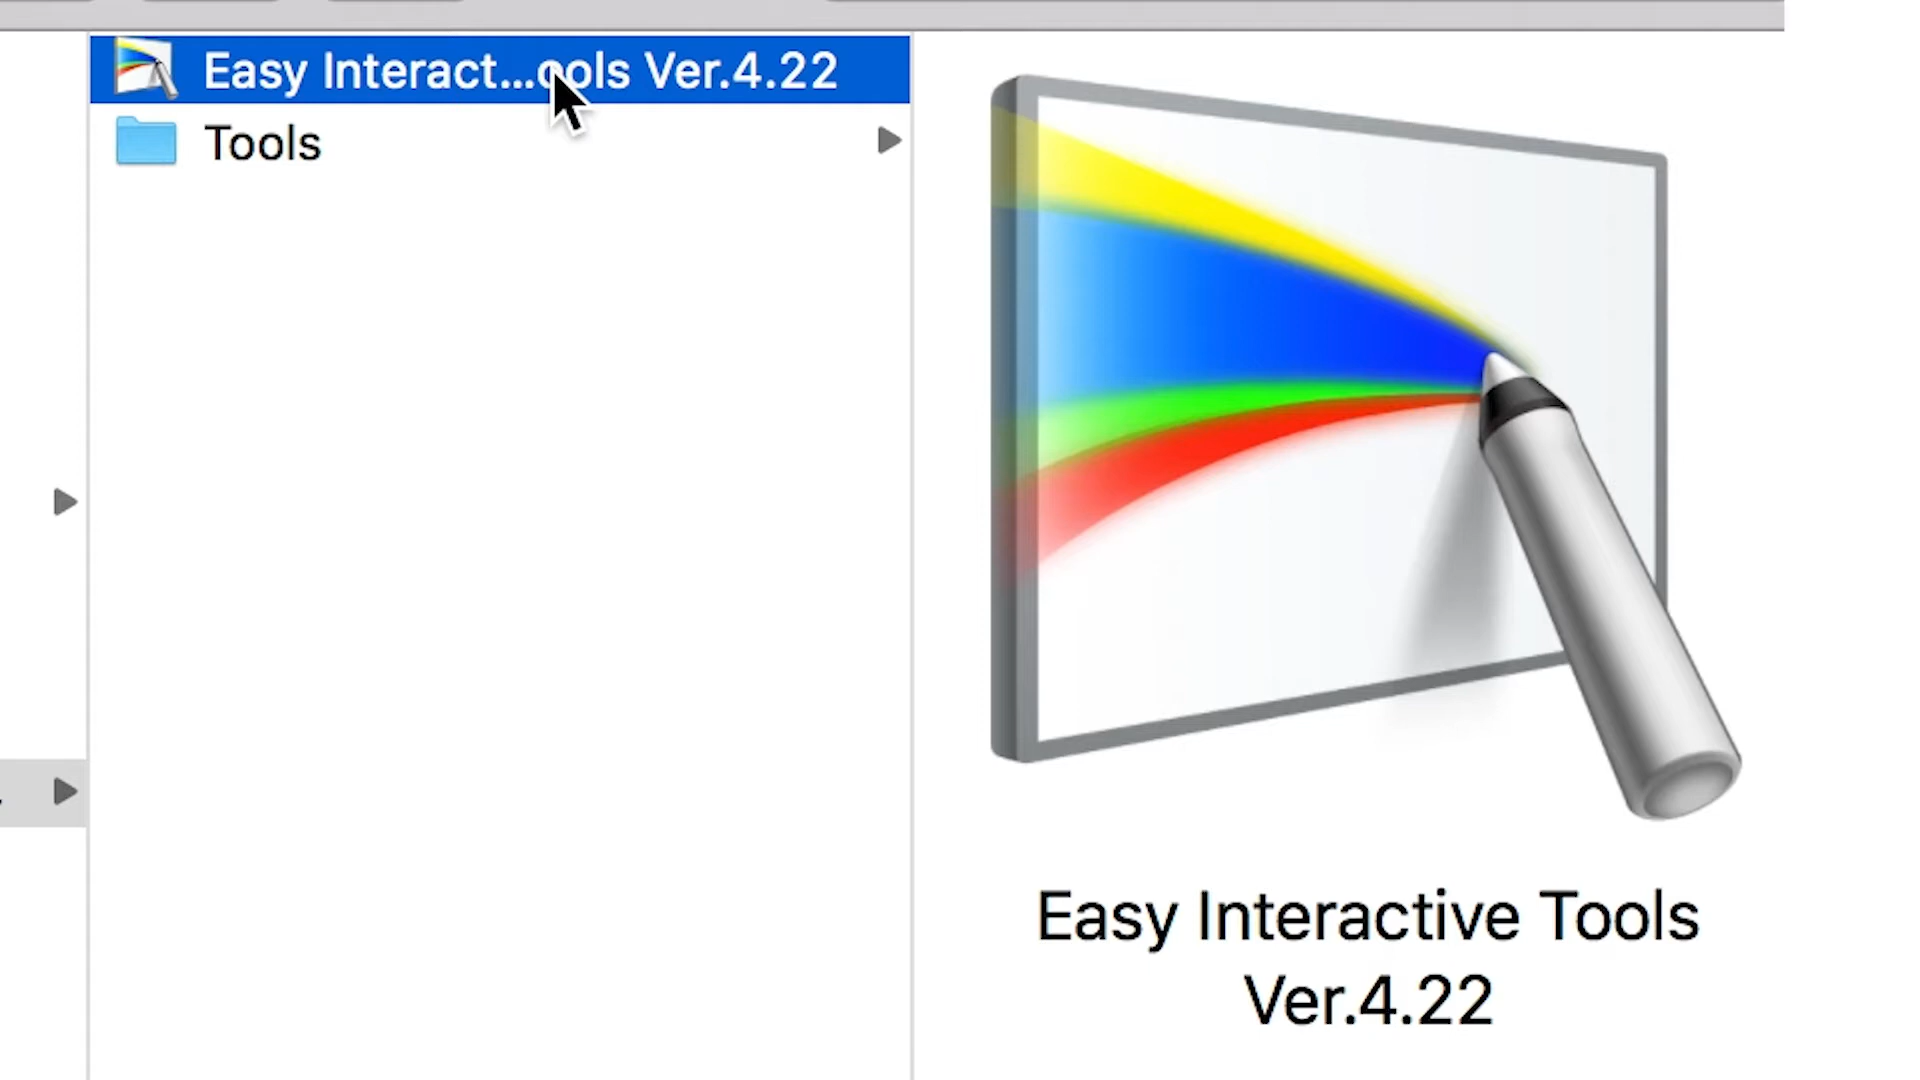 Easy Interact...ools Ver.4.22
Tools
Easy Interactive Tools
Ver.4.22